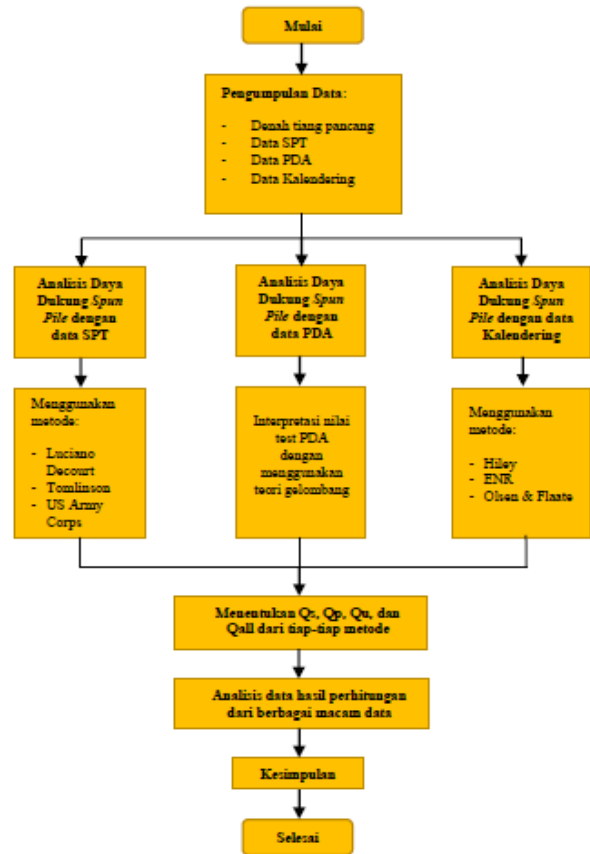 Mulai
Pengumpulan Data:
- Denah tiang pancang
- Data SPT
- Data PDA
- Data Kalendering
Analisis Daya
Dukung Spun
Pile dengan
data SPT
Analisis Daya
Dukung Spun
Pile dengan
data PDA
Analisis Daya
Dukung Spun
Pile dengan data
Kalendering
Menggunakan
metode:
- Luciano
Decourt
- Tomlinson
- US Army
Corps
Interpretasi nilai
test PDA
dengan
menggunakan
teori gelombang
Menggunakan
metode:
- Hiley
- ENR
- Olsen & Flaate
Menentukan Qs, Qp, Qu, dan
Qall dari tiap-tiap metode
Analisis data hasil perhitungan
dari berbagai macam data
Kesimpulan
Selesai